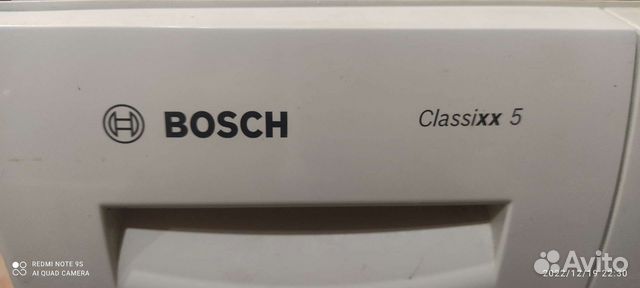 BOSCH
Classixx 5
REDMI NOTE 9S
AI QUAD CAMERA
2022/12/19 22:30
Avito